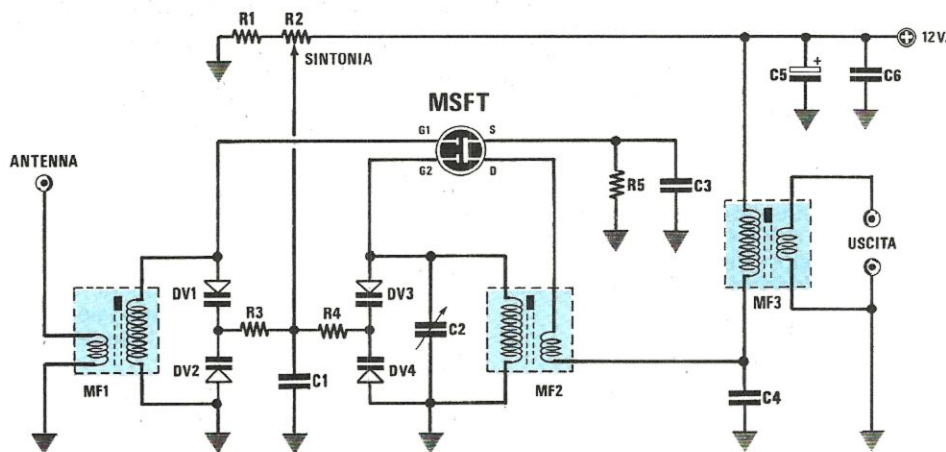 R1
R2
12V.
SINTONIA
C5
+
C6
MSFT
G1
S
G2
D
ANTENNA
R5
C3
DV1
R3
R4
DV3
C2
USCITA
MF3
DV2
C1
DV4
MF1
MF2
C4